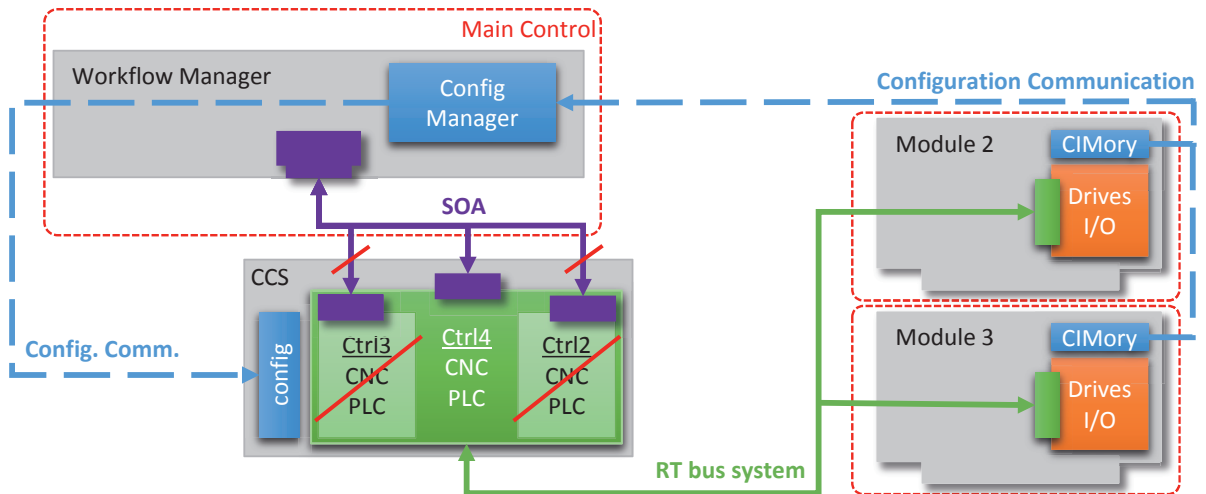 Main Control
Workflow Manager
Config
Manager
SOA
Configuration Communication
Module 2
CIMory
Drives
I/O
CCS
config
Ctrl3
CNC
PLC
Ctrl4
CNC
PLC
Ctrl2
CNC
PLC
Config. Comm.
Module 3
CIMory
Drives
I/O
RT bus system